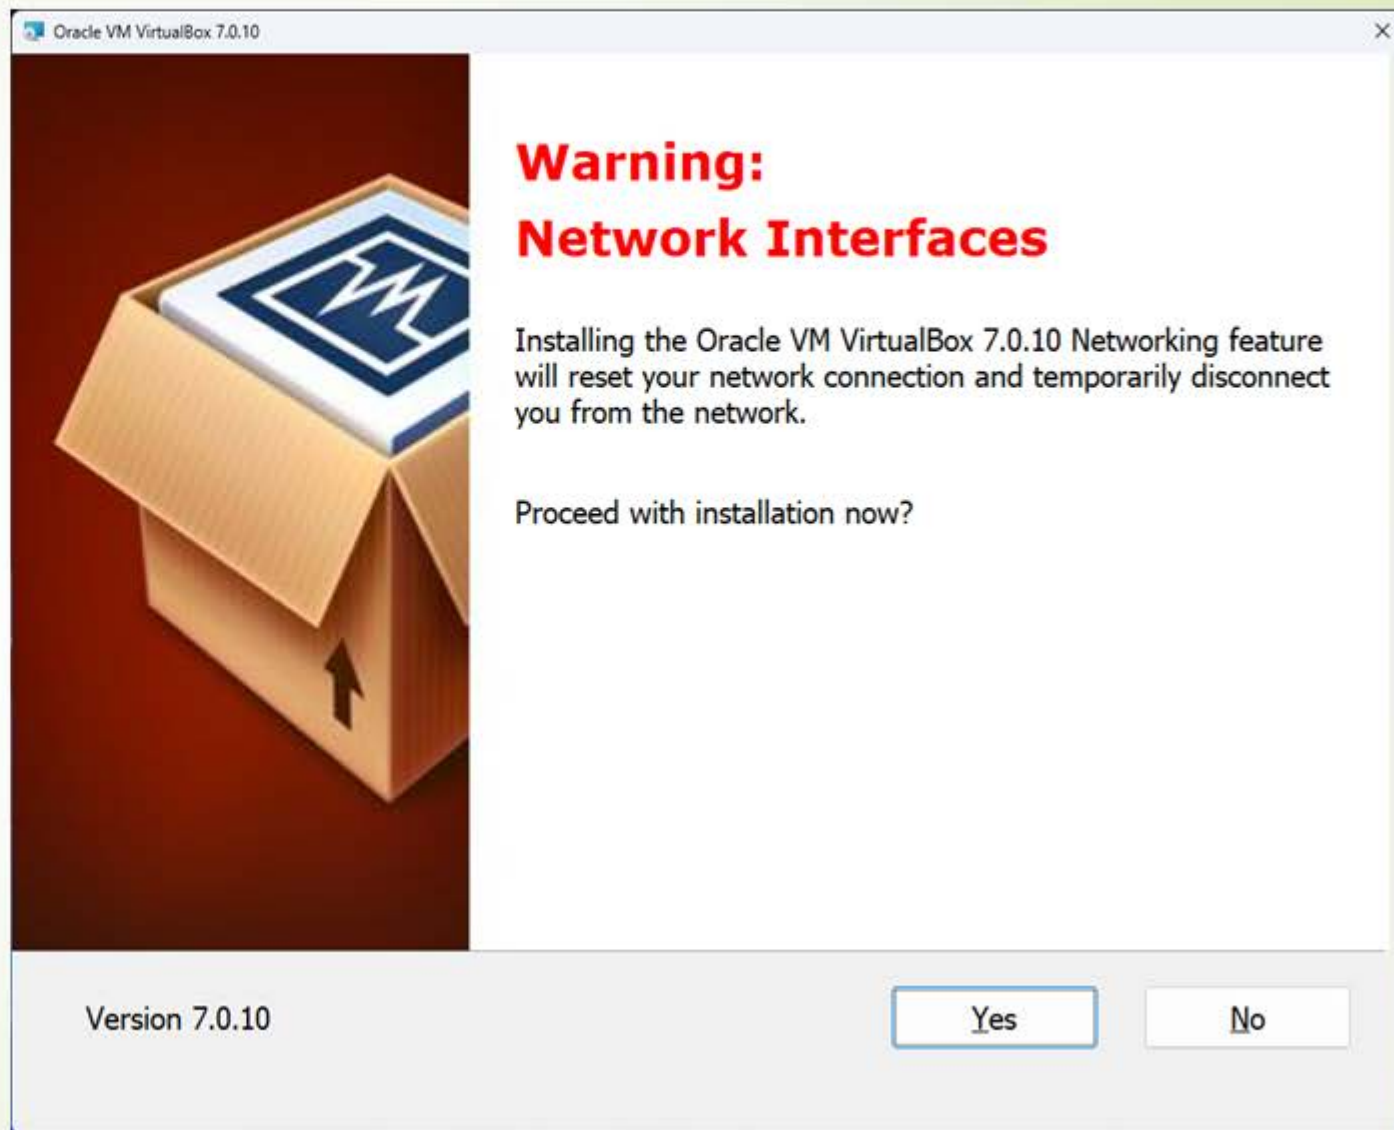 Oracle VM VirtualBox 7.0.10
Warning:
Network Interfaces
Installing the Oracle VM VirtualBox 7.0.10 Networking feature
will reset your network connection and temporarily disconnect
you from the network.
Proceed with installation now?
Version 7.0.10
Yes
No